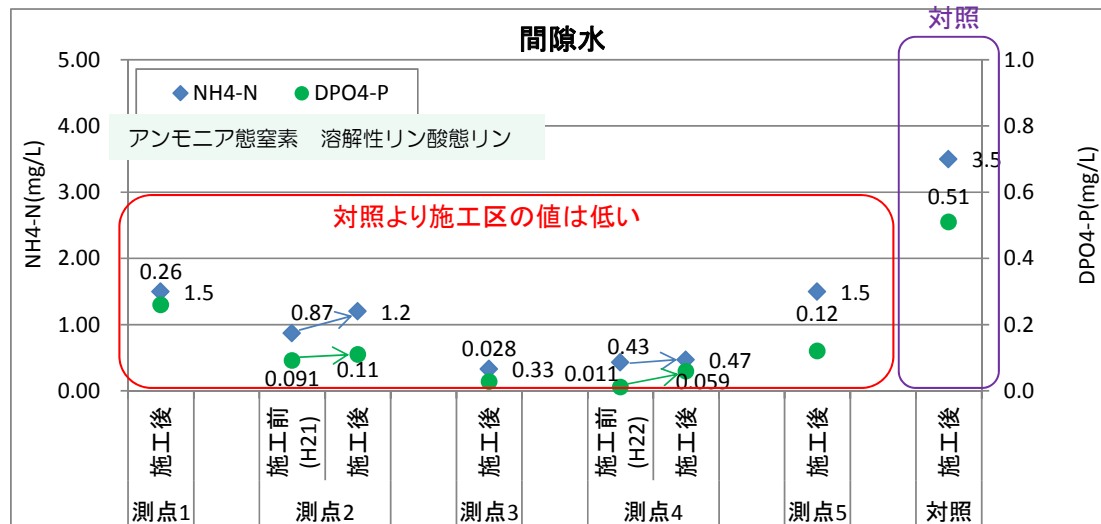 対照
間隙水
NH4-N DPO4-P
アンモニア態窒素 溶解性リン酸態リン
対照より施工区の値は低い
NH4-N(mg/L)
5.00
4.00
3.00
2.00
1.00
0.00
DPO4-P(mg/L)
1.0
0.8
0.6
0.4
0.2
0.0
0.26
1.5
0.87
1.2
0.091
0.11
0.028
0.33
0.43
0.47
0.011
0.059
1.5
0.12
3.5
0.51
施工後
施工前
(H21)
施工後
施工後
施工前
(H22)
施工後
施工後
施工後
測点1 測点2 測点3 測点4 測点5 対照